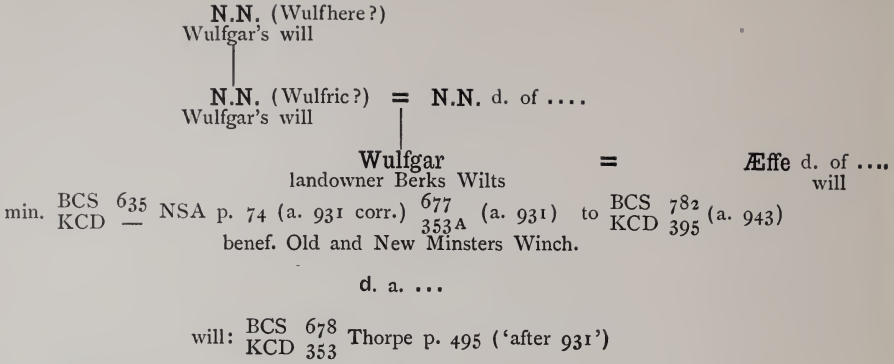 N.N. (Wulfhere?)
Wulfgar's will
N.N. (Wulfric?) = N.N. d. of ....
Wulfgar's will
Wulfgar = Æffe d. of ....
landowner Berks Wilts will
min. BCS 635 NSA p. 74 (a. 931 corr.) 677 (a. 931) to BCS 782 (a. 943)
KCD — 353A KCD 395
benef. Old and New Minsters Winch.
d. a. ...
will: BCS 678 Thorpe p. 495 ('after 931')
KCD 353